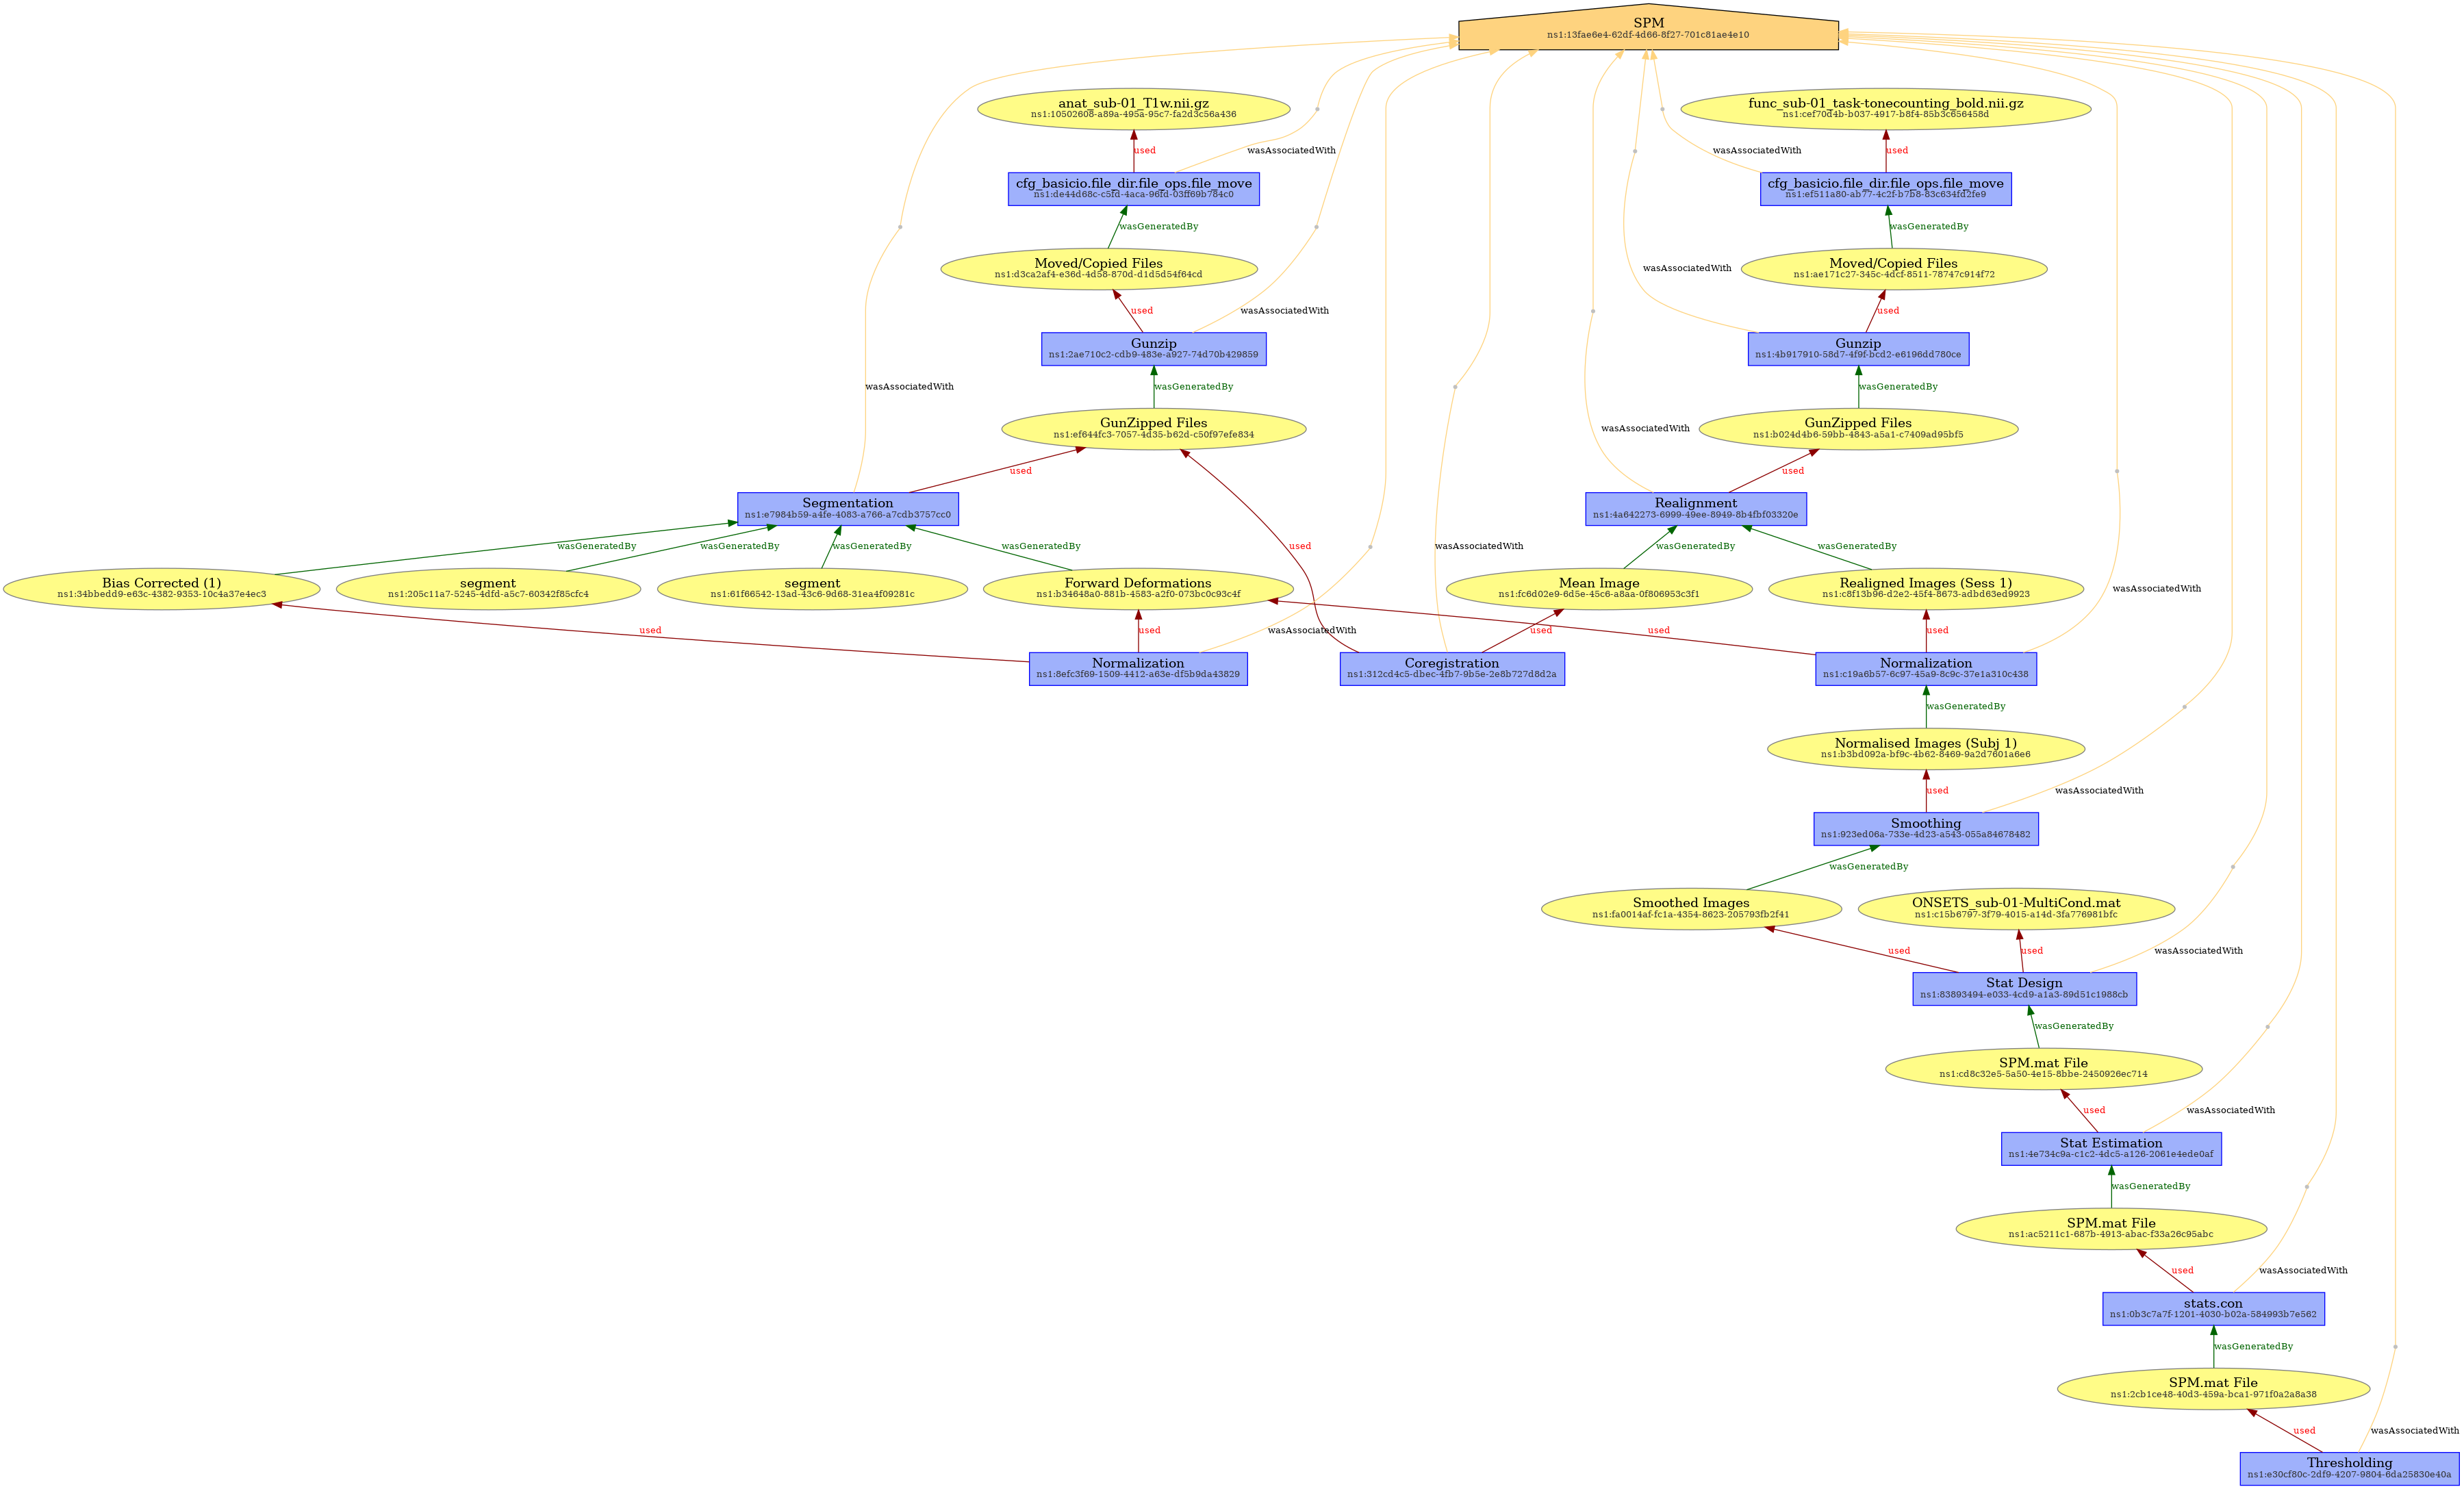 SPM
ns1:13fae6e4-62df-4d66-8f27-701c81ae4e10
anat_sub-01_T1w.nii.gz
ns1:10502608-a89a-495a-95c7-fa2d3c56a436
func_sub-01_task-tonecounting_bold.nii.gz
ns1:cef70d4b-b037-4917-b8f4-85b3c656458d
used
wasAssociatedWith
wasAssociatedWith
used
cfg_basicio.file_dir.file_ops.file_move
ns1:de44d68c-c5fd-4aca-96fd-03ff69b784c0
cfg_basicio.file_dir.file_ops.file_move
ns1:ef511a80-ab77-4c2f-b7b8-83c634fd2fe9
wasGeneratedBy
wasGeneratedBy
Moved/Copied Files
ns1:d3ca2af4-e36d-4d58-870d-d1d5d54f64cd
wasAssociatedWith
Moved/Copied Files
ns1:ae171c27-345c-4dcf-8511-78747c914f72
used
wasAssociatedWith
used
Gunzip
ns1:2ae710c2-cdb9-483e-a927-74d70b429859
Gunzip
ns1:4b917910-58d7-4f9f-bcd2-e6196dd780ce
wasAssociatedWith
wasGeneratedBy
wasGeneratedBy
GunZipped Files
ns1:ef644fc3-7057-4d35-b62d-c50f97efe834
wasAssociatedWith
GunZipped Files
ns1:b024d4b6-59bb-4843-a5a1-c7409ad95bf5
used
used
Segmentation
ns1:e7984b59-a4fe-4083-a766-a7cdb3757cc0
Realignment
ns1:4a642273-6999-49ee-8949-8b4fbf03320e
wasGeneratedBy
wasGeneratedBy
wasGeneratedBy
wasGeneratedBy
used
wasAssociatedWith
wasGeneratedBy
wasGeneratedBy
Bias Corrected (1)
ns1:34bbedd9-e63c-4382-9353-10c4a37e4ec3
segment
ns1:205c11a7-5245-4dfd-a5c7-60342f85cfc4
segment
ns1:61f66542-13ad-43c6-9d68-31ea4f09281c
Forward Deformations
ns1:b34648a0-881b-4583-a2f0-073bc0c93c4f
Mean Image
ns1:fc6d02e9-6d5e-45c6-a8aa-0f806953c3f1
Realigned Images (Sess 1)
ns1:c8f13b96-d2e2-45f4-8673-adbd63ed9923
wasAssociatedWith
used
used
wasAssociatedWith
used
used
used
Normalization
ns1:8efc3f69-1509-4412-a63e-df5b9da43829
Coregistration
ns1:312cd4c5-dbec-4fb7-9b5e-2e8b727d8d2a
Normalization
ns1:c19a6b57-6c97-45a9-8c9c-37e1a310c438
wasGeneratedBy
Normalised Images (Subj 1)
ns1:b3bd092a-bf9c-4b62-8469-9a2d7601a6e6
used
wasAssociatedWith
Smoothing
ns1:923ed06a-733e-4d23-a543-055a84678482
wasGeneratedBy
Smoothed Images
ns1:fa0014af-fc1a-4354-8623-205793fb2f41
ONSETS_sub-01-MultiCond.mat
ns1:c15b6797-3f79-4015-a14d-3fa776981bfc
used
used
wasAssociatedWith
Stat Design
ns1:83893494-e033-4cd9-a1a3-89d51c1988cb
wasGeneratedBy
SPM.mat File
ns1:cd8c32e5-5a50-4e15-8bbe-2450926ec714
used
wasAssociatedWith
Stat Estimation
ns1:4e734c9a-c1c2-4dc5-a126-2061e4ede0af
wasGeneratedBy
SPM.mat File
ns1:ac5211c1-687b-4913-abac-f33a26c95abc
used
wasAssociatedWith
stats.con
ns1:0b3c7a7f-1201-4030-b02a-584993b7e562
wasGeneratedBy
SPM.mat File
ns1:2cb1ce48-40d3-459a-bca1-971f0a2a8a38
used
wasAssociatedWith
Thresholding
ns1:e30cf80c-2df9-4207-9804-6da25830e40a